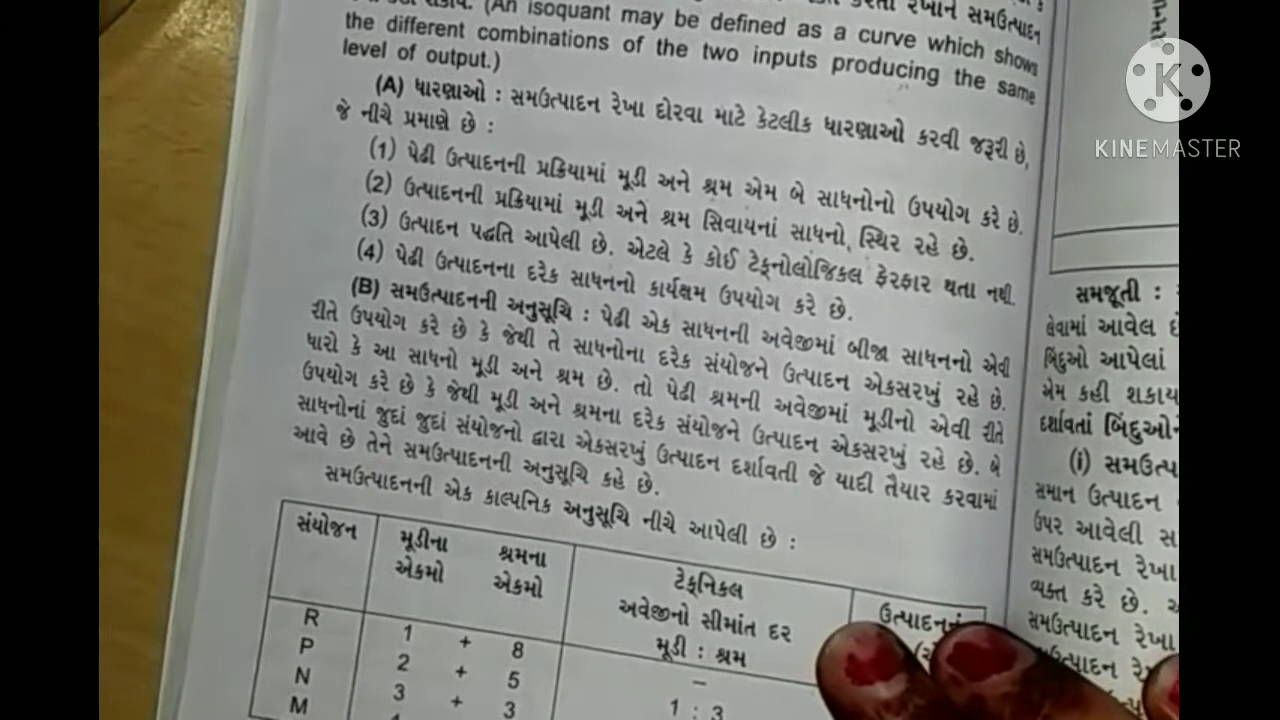 (An isoquant may be defined as a curve which shows
the different combinations of the two inputs producing the same
level of output.)
(A) ધારણાઓ : સમઉત્પાદન રેખા દોરવા માટે કેટલીક ધારણાઓ કરવી જરૂરી છે,
જે નીચે પ્રમાણે છે :
(1) પેઢી ઉત્પાદનની પ્રક્રિયામાં મૂડી અને શ્રમ એમ બે સાધનોનો ઉપયોગ કરે છે.
(2) ઉત્પાદનની પ્રક્રિયામાં મૂડી અને શ્રમ સિવાયનાં સાધનો સ્થિર રહે છે.
(3) ઉત્પાદન પદ્ધતિ આપેલી છે. એટલે કે કોઈ ટેક્નોલોજિકલ ફેરફાર થતા નથી.
(4) પેઢી ઉત્પાદનના દરેક સાધનનો કાર્યક્ષમ ઉપયોગ કરે છે.
(B) સમઉત્પાદનની અનુસૂચિ : પેઢી એક સાધનની અવેજીમાં બીજા સાધનનો એવી
રીતે ઉપયોગ કરે છે કે જેથી તે સાધનોના દરેક સંયોજને ઉત્પાદન એકસરખું રહે છે.
ધારો કે આ સાધનો મૂડી અને શ્રમ છે. તો પેઢી શ્રમની અવેજીમાં મૂડીનો એવી રીતે
ઉપયોગ કરે છે કે જેથી મૂડી અને શ્રમના દરેક સંયોજને ઉત્પાદન એકસરખું રહે છે. બે
સાધનોનાં જુદાં જુદાં સંયોજનો દ્વારા એકસરખું ઉત્પાદન દર્શાવતી જે યાદી તૈયાર કરવામાં
આવે છે તેને સમઉત્પાદનની અનુસૂચિ કહે છે.
સમઉત્પાદનની એક કાલ્પનિક અનુસૂચિ નીચે આપેલી છે :
સંયોજન મૂડીના એકમો શ્રમના એકમો ટેક્નિકલ અવેજીનો સીમાંત દર મૂડી : શ્રમ
R 1 + 8 –
P 2 + 5 1 : 3
N 3 + 3
M
સમજૂતી :
લેવામાં આવેલ
બિંદુઓ આપેલાં
એમ કહી શકાય
દર્શાવતાં બિંદુઓને
(i)
સમાન ઉત્પાદન
ઉપર આવેલી
સમઉત્પાદન રેખા
વ્યક્ત કરે છે.
સમઉત્પાદન રેખા
K
KINEMASTER